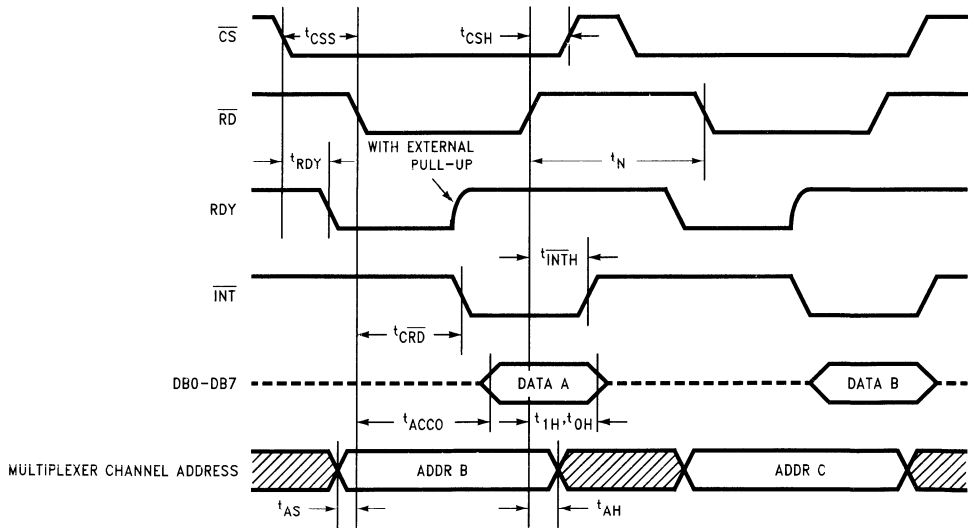 CS
tCSS
tCSH
RD
tRDY
WITH EXTERNAL
PULL-UP
tN
RDY
tINTH
INT
tCRD
DB0-DB7
DATA A
DATA B
tACC0
t1H, t0H
MULTIPLEXER CHANNEL ADDRESS
ADDR B
ADDR C
tAS
tAH